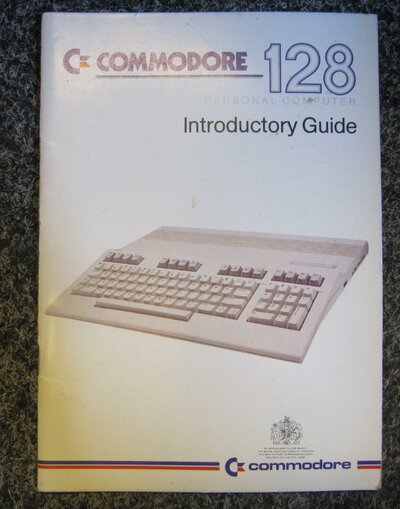 COMMODORE 128
PERSONAL COMPUTER
Introductory Guide
commodore